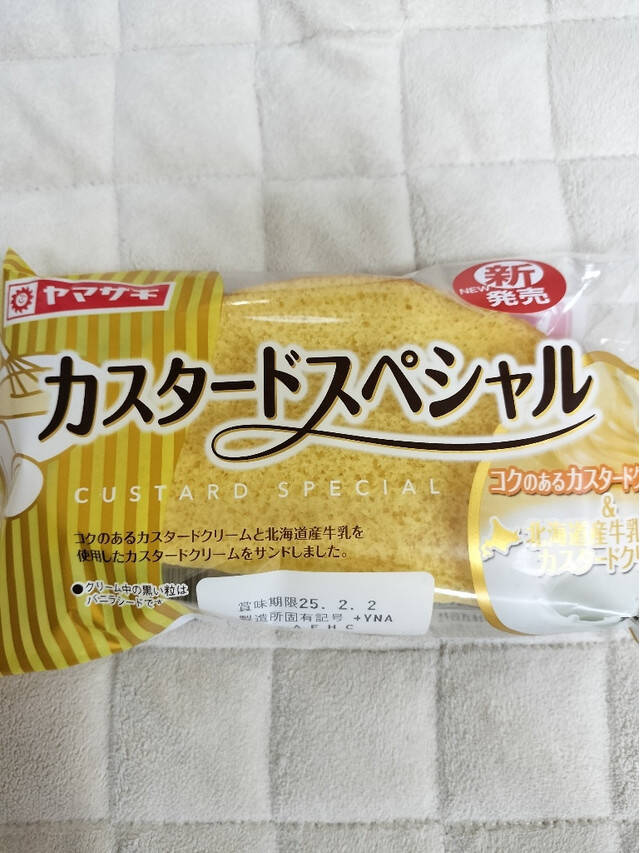 ヤマザキ
NEW
新
発売
カスタードスペシャル
CUSTARD SPECIAL
コクのあるカスタードクリームと北海道産牛乳を
使用したカスタードクリームをサンドしました。
●クリーム中の黒い粒は
バニラシードです
コクのあるカスタード
&
北海道産牛乳
カスタードクリ
賞味期限25. 2. 2
製造所固有記号 +YNA